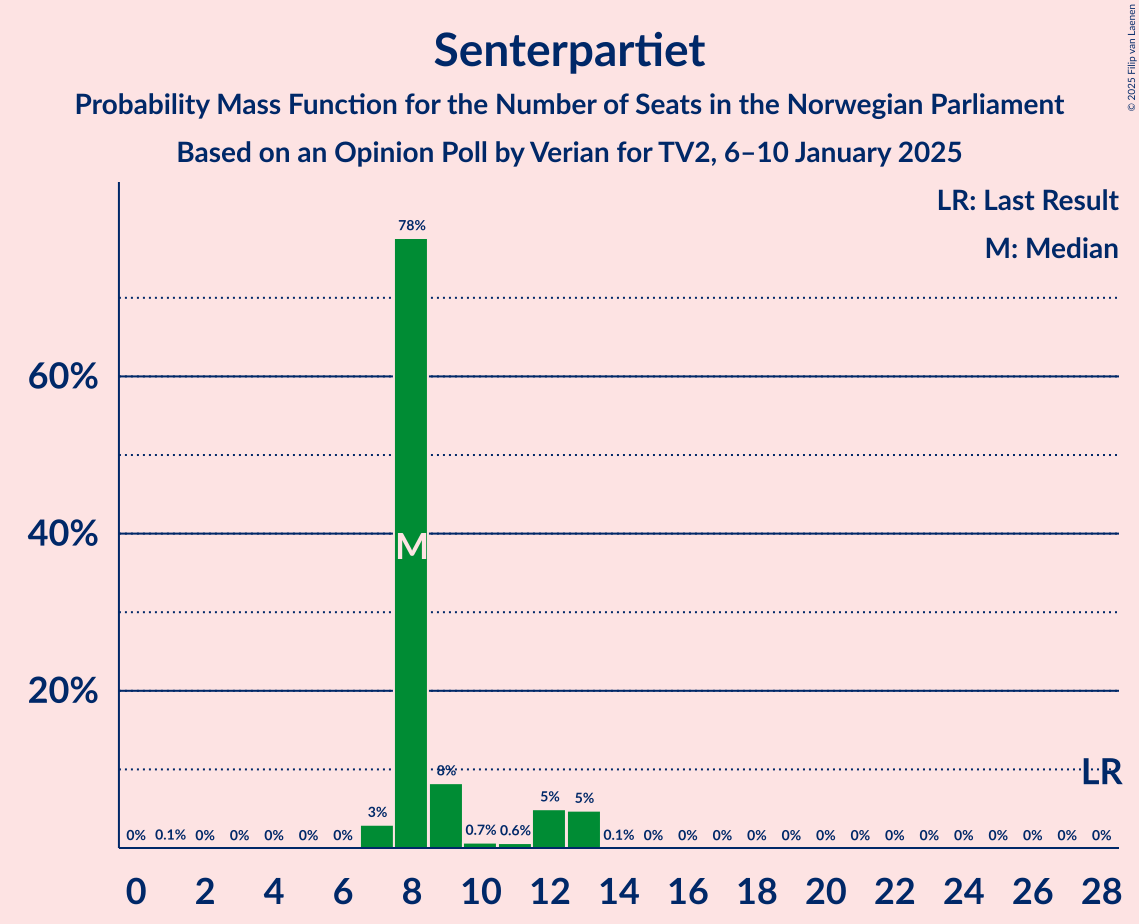 Senterpartiet
Probability Mass Function for the Number of Seats in the Norwegian Parliament
Based on an Opinion Poll by Verian for TV2, 6–10 January 2025
© 2025 Filip van Laenen
LR: Last Result
M: Median
60%
40%
20%
0% 0.1% 0% 0% 0% 0% 0% 3% 78% 8% 0.7% 0.6% 5% 5% 0.1% 0% 0% 0% 0% 0% 0% 0% 0% 0% 0% 0% 0% 0% 0%
M
LR
0 2 4 6 8 10 12 14 16 18 20 22 24 26 28